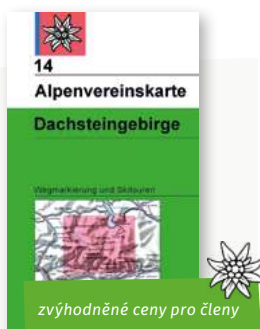 14
Alpenvereinskarte
Dachsteingebirge
Wegmarkierung und Skitouren
zvýhodněné ceny pro členy